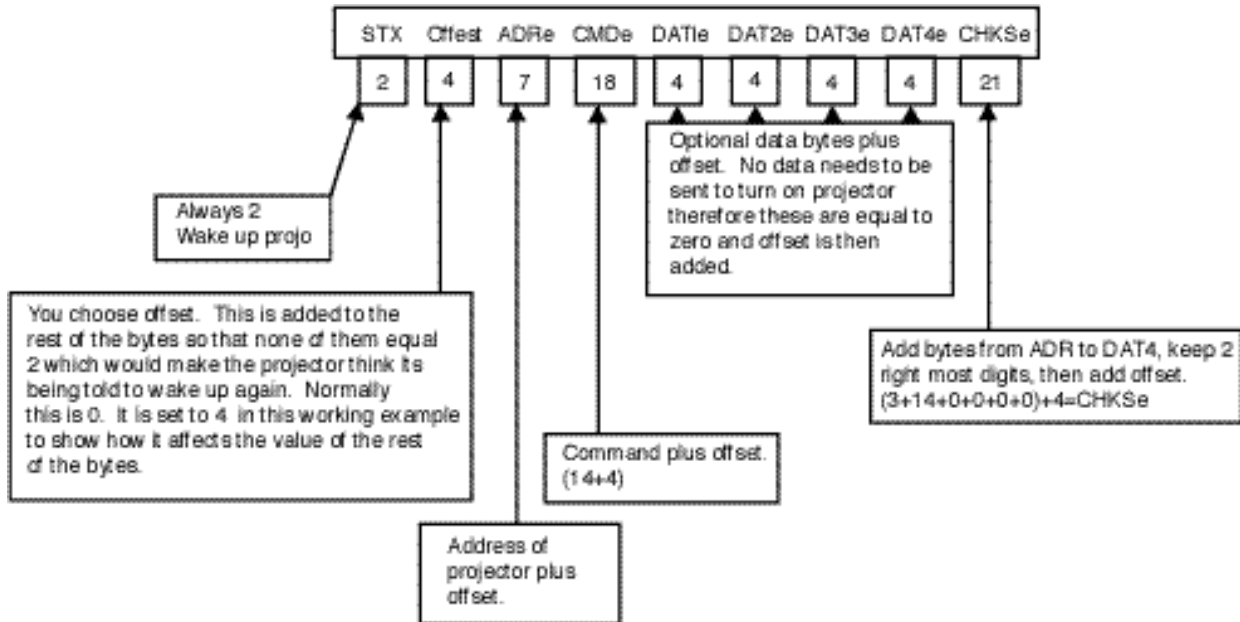 STX Offest ADRe CMDe DAT1e DAT2e DAT3e DAT4e CHKSe
2 4 7 18 4 4 4 4 21
Optional data bytes plus
offset. No data needs to be
sent to turn on projector
therefore these are equal to
zero and offset is then
added.
Always 2
Wake up projo
You choose offset. This is added to the
rest of the bytes so that none of them equal
2 which would make the projector think its
being told to wake up again. Normally
this is 0. It is set to 4 in this working example
to show how it affects the value of the rest
of the bytes.
Add bytes from ADR to DAT4, keep 2
right most digits, then add offset.
(3+14+0+0+0+0)+4=CHKSe
Command plus offset.
(14+4)
Address of
projector plus
offset.